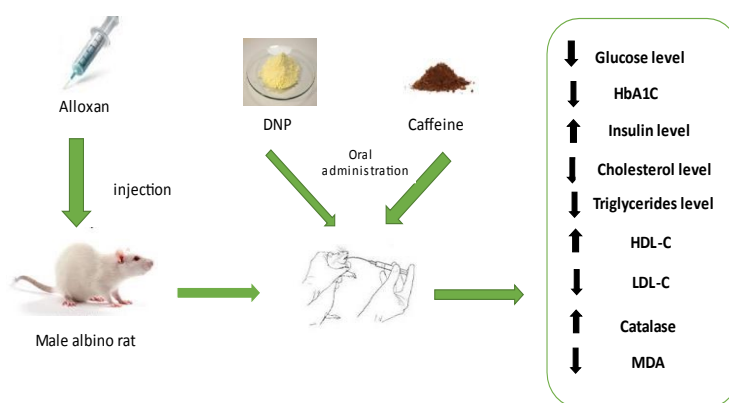 Alloxan
DNP
Caffeine
injection
Oral
administration
Male albino rat
Glucose level
HbA1C
Insulin level
Cholesterol level
Triglycerides level
HDL-C
LDL-C
Catalase
MDA